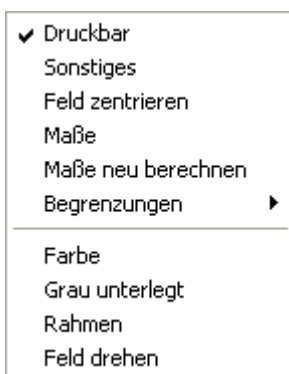 Druckbar
Sonstiges
Feld zentrieren
Maße
Maße neu berechnen
Begrenzungen
Farbe
Grau unterlegt
Rahmen
Feld drehen